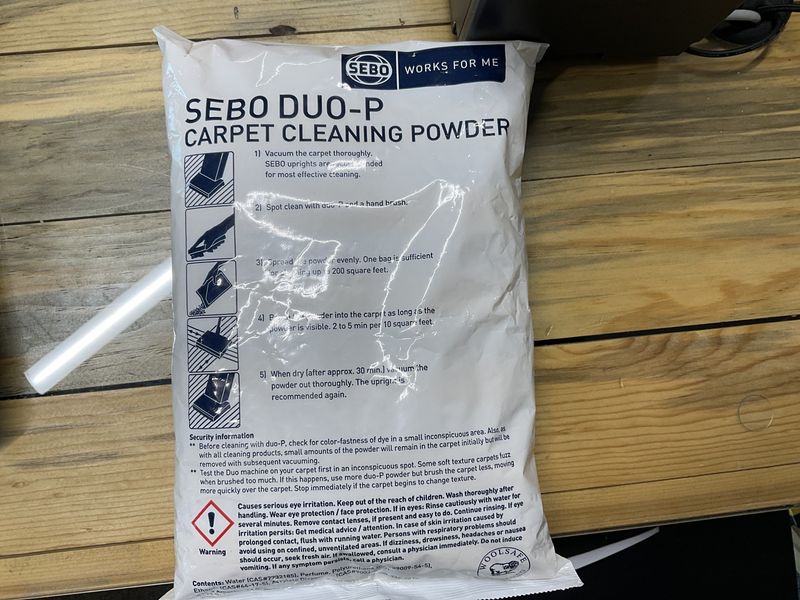 SEBO WORKS FOR ME
SEBO DUO-P
CARPET CLEANING POWDER
1) Vacuum the carpet thoroughly.
SEBO uprights are
for most effective cleaning.
2) Spot clean with duo-P and a hand brush.
3) Spread the powder evenly. One bag is sufficient
for cleaning up to 200 square feet.
4) powder into the carpet as long as the
powder is visible. 2 to 5 min per 10 square feet.
5) When dry (after approx. 30 min.) vacuum the
powder out thoroughly. The upright is
recommended again.
Security information
** Before cleaning with duo-P, check for color-fastness of dye in a small inconspicuous area. Also, as
with all cleaning products, small amounts of the powder will remain in the carpet initially but will be
removed with subsequent vacuuming.
** Test the Duo machine on your carpet first in an inconspicuous spot. Some soft texture carpets fuzz
when brushed too much. If this happens, use more duo-P powder but brush the carpet less, moving
more quickly over the carpet. Stop immediately if the carpet begins to change texture.
Causes serious eye irritation. Keep out of the reach of children. Wash thoroughly after
handling. Wear eye protection / face protection. If in eyes: Rinse cautiously with water for
several minutes. Remove contact lenses, if present and easy to do. Continue rinsing. If eye
irritation persits: Get medical advice / attention. In case of skin irritation caused by
prolonged contact, flush with running water. Persons with respiratory problems should
avoid using on confined, unventilated areas. If dizziness, drowsiness, headaches or nausea
should occur, seek fresh air. If swallowed, consult a physician immediately. Do not induce
vomiting. If any symptom persists, call a physician.
Warning
WOOLSAFE
Contents: Water (CAS#7732185), Perfume,